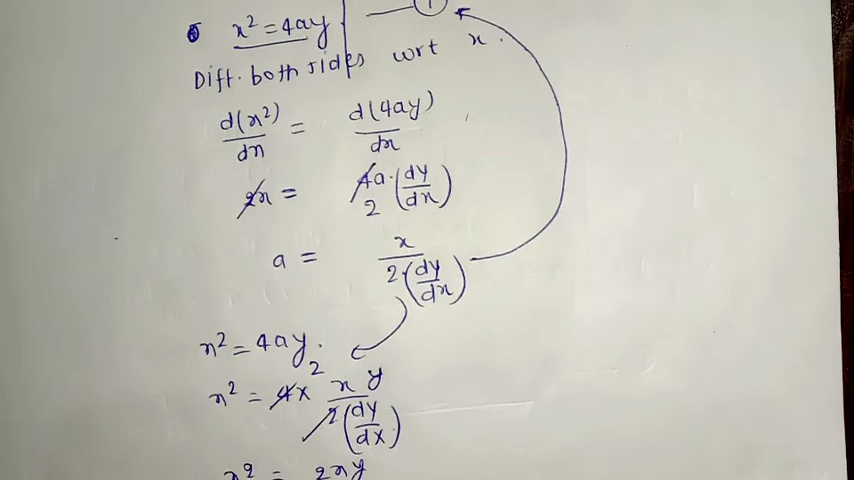 x² = 4ay } — ①
Diff. both sides wrt x.
d(x²)/dx = d(4ay)/dx
2x = 4a·(dy/dx)
2
a = x/2·(dy/dx)
x² = 4ay.
x² = 4x xy/2(dy/dx)
2
x² = 2xy